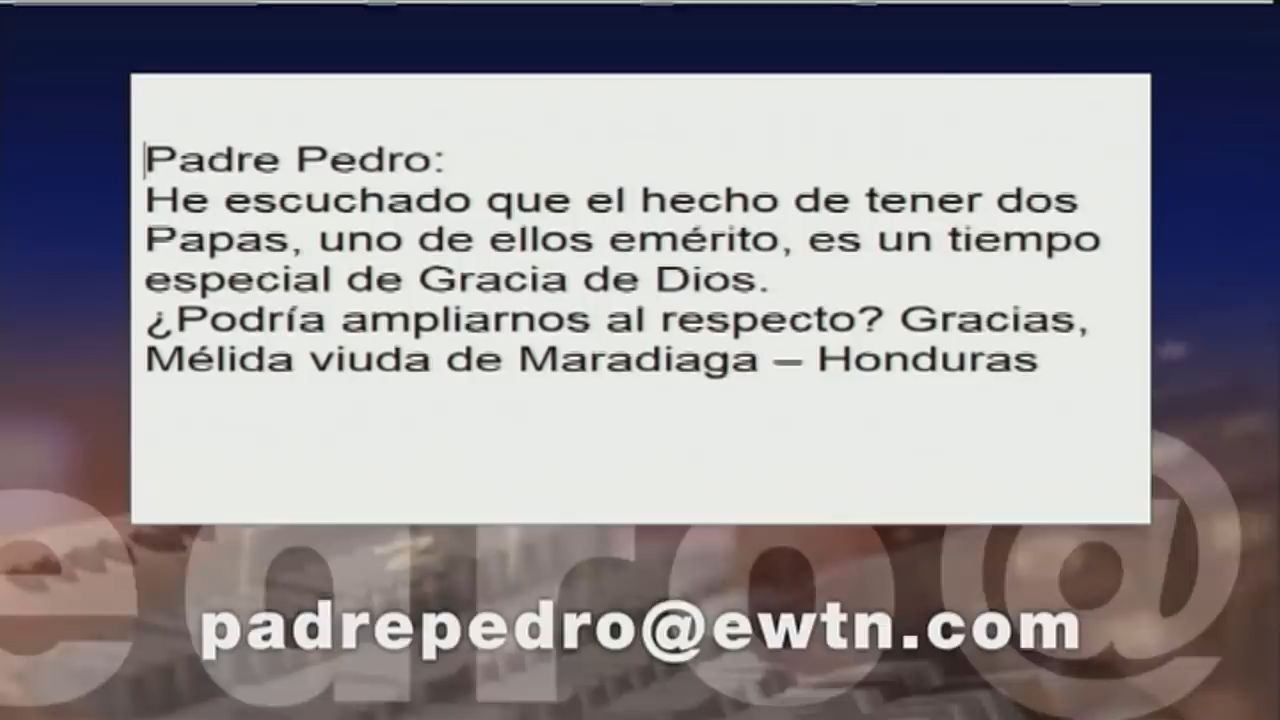 Padre Pedro:
He escuchado que el hecho de tener dos
Papas, uno de ellos emérito, es un tiempo
especial de Gracia de Dios.
¿Podría ampliarnos al respecto? Gracias,
Mélida viuda de Maradiaga – Honduras
edro@
padrepedro@ewtn.com